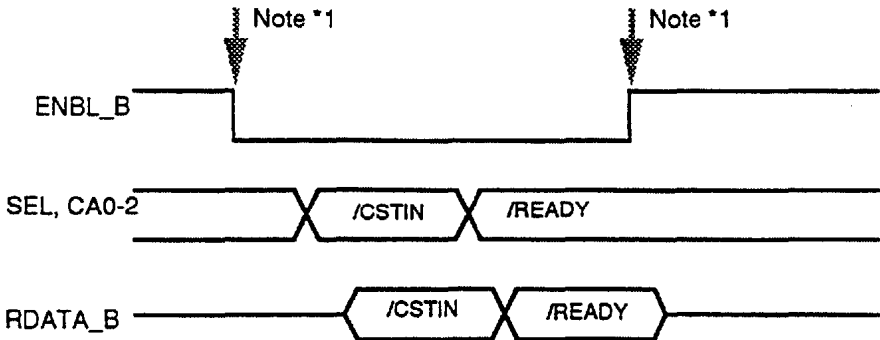 Note *1 Note *1
ENBL_B
SEL, CA0-2 /CSTIN /READY
RDATA_B /CSTIN /READY